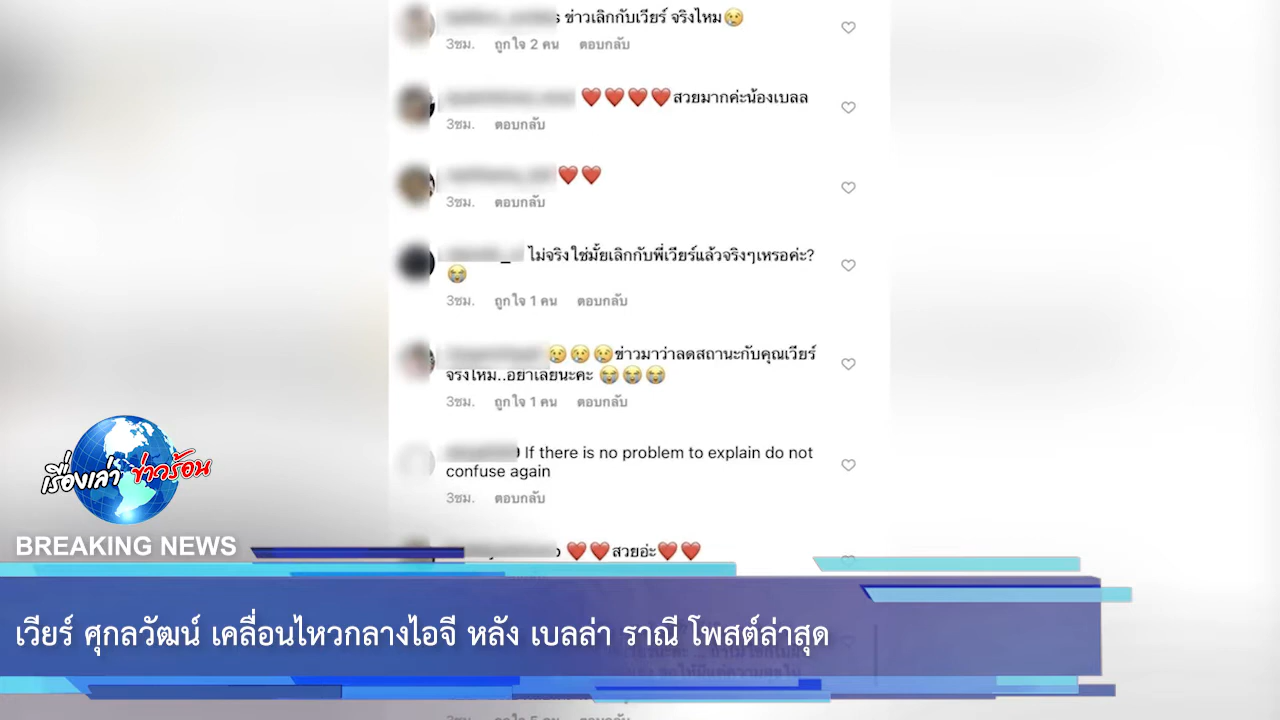 ข่าวเลิกกับเวียร์ จริงไหม😢
3ชม. ถูกใจ 2 คน ตอบกลับ
❤️❤️❤️❤️สวยมากค่ะน้องเบลล
3ชม. ตอบกลับ
❤️❤️
3ชม. ตอบกลับ
ไม่จริงใช่มั้ยเลิกกับพี่เวียร์แล้วจริงๆเหรอค่ะ?
😭
3ชม. ถูกใจ 1 คน ตอบกลับ
😢😢😢ข่าวมาว่าลดสถานะกับคุณเวียร์
จริงไหม..อย่าเลยนะคะ 😭😭😭
3ชม. ถูกใจ 1 คน ตอบกลับ
If there is no problem to explain do not
confuse again
3ชม. ตอบกลับ
❤️❤️สวยอ่ะ❤️❤️
เรื่องเล่า ข่าวร้อน
BREAKING NEWS
เวียร์ ศุกลวัฒน์ เคลื่อนไหวกลางไอจี หลัง เบลล่า ราณี โพสต์ล่าสุด